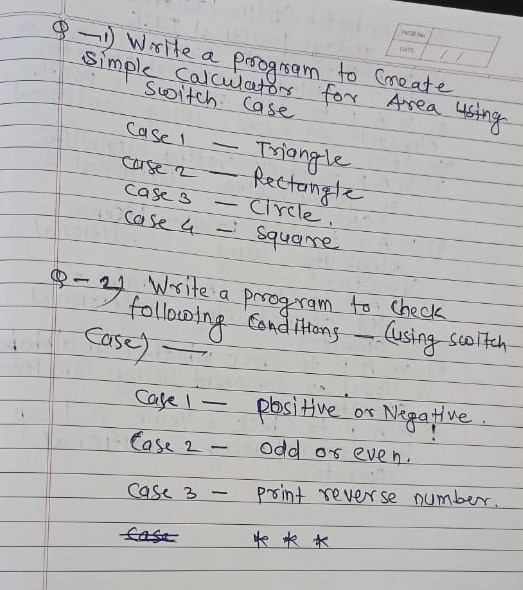 PAGE No.
DATE / /
Q-1) Write a program to Create
simple Calculator for Area using
Switch Case
Case 1 - Triangle
Case 2 - Rectangle
Case 3 - Circle.
Case 4 - Square
Q-2) Write a program to check
following Conditions - (using switch
Case) -
Case 1 - positive or Negative.
Case 2 - odd or even.
Case 3 - print reverse number.
Case * * *